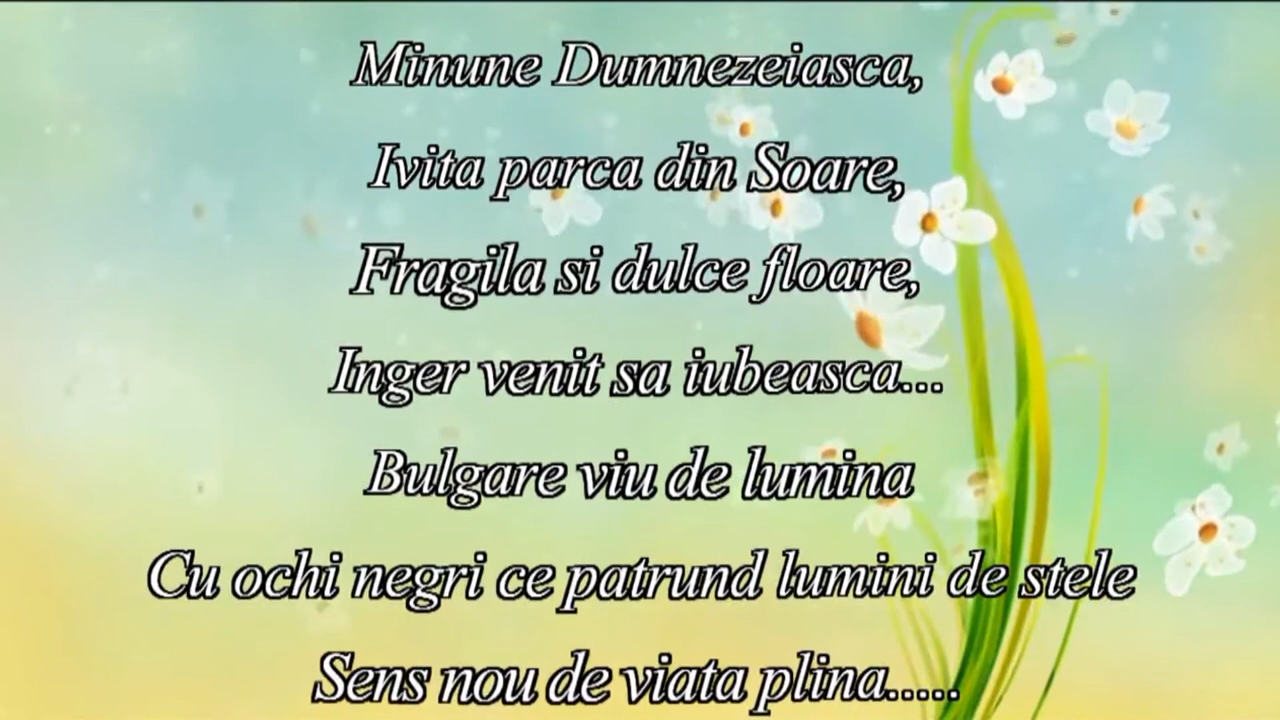 Minune Dumnezeiasca,
Ivita parca din Soare,
Fragila si dulce floare,
Inger venit sa iubeasca...
Bulgare viu de lumina
Cu ochi negri ce patrund lumini de stele
Sens nou de viata plina.....